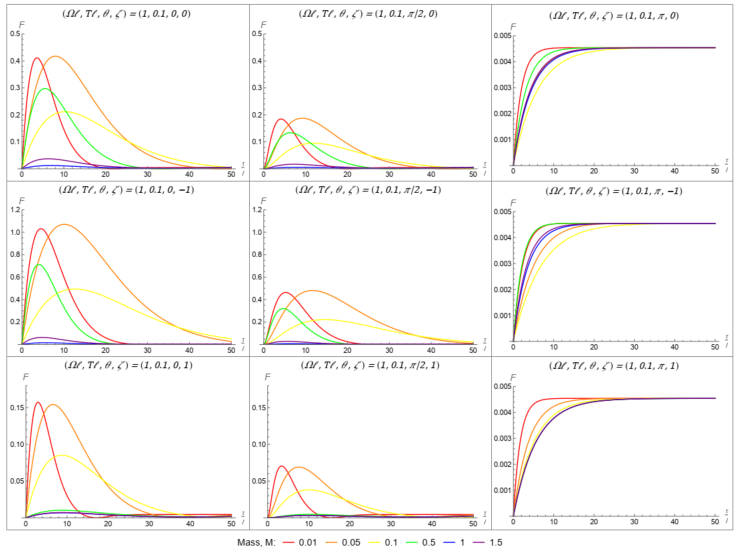 (Ωℓ, Tℓ, θ, ζ) = (1, 0.1, 0, 0)
F
0.5
0.4
0.3
0.2
0.1
0 10 20 30 40 50
τ/l
(Ωℓ, Tℓ, θ, ζ) = (1, 0.1, π/2, 0)
F
0.5
0.4
0.3
0.2
0.1
0 10 20 30 40 50
τ/l
(Ωℓ, Tℓ, θ, ζ) = (1, 0.1, π, 0)
F
0.005
0.004
0.003
0.002
0.001
0 10 20 30 40 50
τ/l
(Ωℓ, Tℓ, θ, ζ) = (1, 0.1, 0, −1)
F
1.2
1.0
0.8
0.6
0.4
0.2
0 10 20 30 40 50
τ/l
(Ωℓ, Tℓ, θ, ζ) = (1, 0.1, π/2, −1)
F
1.2
1.0
0.8
0.6
0.4
0.2
0 10 20 30 40 50
τ/l
(Ωℓ, Tℓ, θ, ζ) = (1, 0.1, π, −1)
F
0.005
0.004
0.003
0.002
0.001
0 10 20 30 40 50
τ/l
(Ωℓ, Tℓ, θ, ζ) = (1, 0.1, 0, 1)
F
0.15
0.10
0.05
0 10 20 30 40 50
τ/l
(Ωℓ, Tℓ, θ, ζ) = (1, 0.1, π/2, 1)
F
0.15
0.10
0.05
0 10 20 30 40 50
τ/l
(Ωℓ, Tℓ, θ, ζ) = (1, 0.1, π, 1)
F
0.005
0.004
0.003
0.002
0.001
0 10 20 30 40 50
τ/l
Mass, M: 0.01 0.05 0.1 0.5 1 1.5